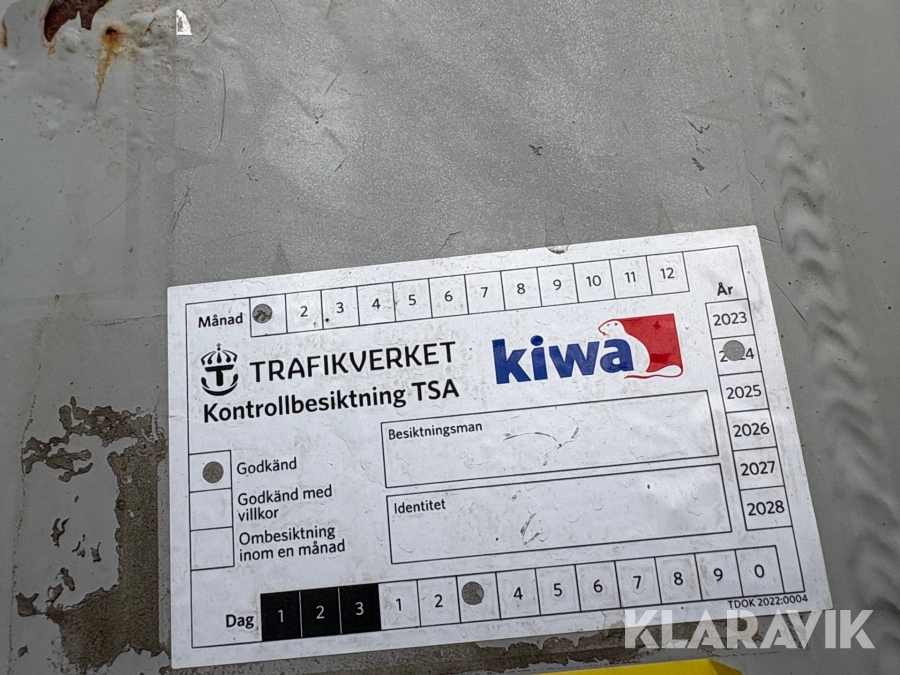 Månad 2 3 4 5 6 7 8 9 10 11 12
År
2023
2024
2025
2026
2027
2028
TRAFIKVERKET
Kontrollbesiktning TSA
kiwa
Besiktningsman
Identitet
Godkänd
Godkänd med
villkor
Ombesiktning
inom en månad
Dag 1 2 3 1 2 4 5 6 7 8 9 0
TDOK 2022:0004
KLARAVIK